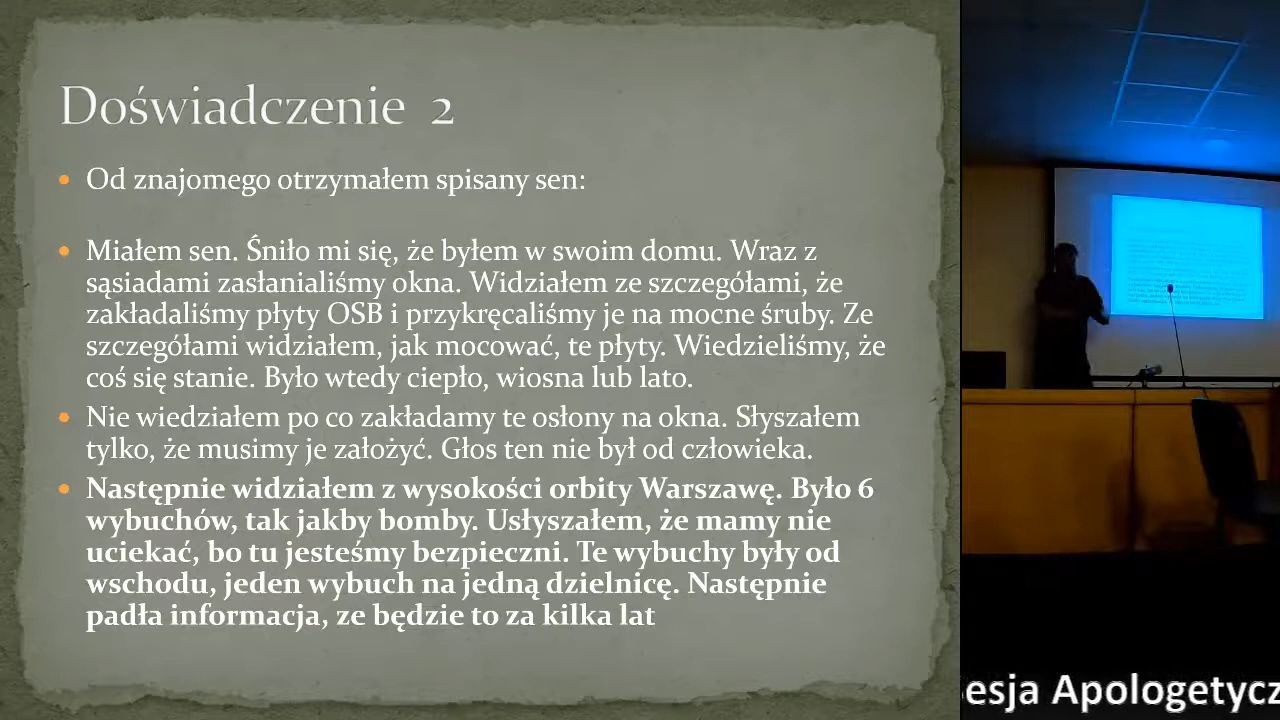 Doświadczenie 2
Od znajomego otrzymałem spisany sen:
Miałem sen. Śniło mi się, że byłem w swoim domu. Wraz z
sąsiadami zasłanialiśmy okna. Widziałem ze szczegółami, że
zakładaliśmy płyty OSB i przykręcaliśmy je na mocne śruby. Ze
szczegółami widziałem, jak mocować, te płyty. Wiedzieliśmy, że
coś się stanie. Było wtedy ciepło, wiosna lub lato.
Nie wiedziałem po co zakładamy te osłony na okna. Słyszałem
tylko, że musimy je założyć. Głos ten nie był od człowieka.
Następnie widziałem z wysokości orbity Warszawę. Było 6
wybuchów, tak jakby bomby. Usłyszałem, że mamy nie
uciekać, bo tu jesteśmy bezpieczni. Te wybuchy były od
wschodu, jeden wybuch na jedną dzielnicę. Następnie
padła informacja, ze będzie to za kilka lat
esja Apologetycz